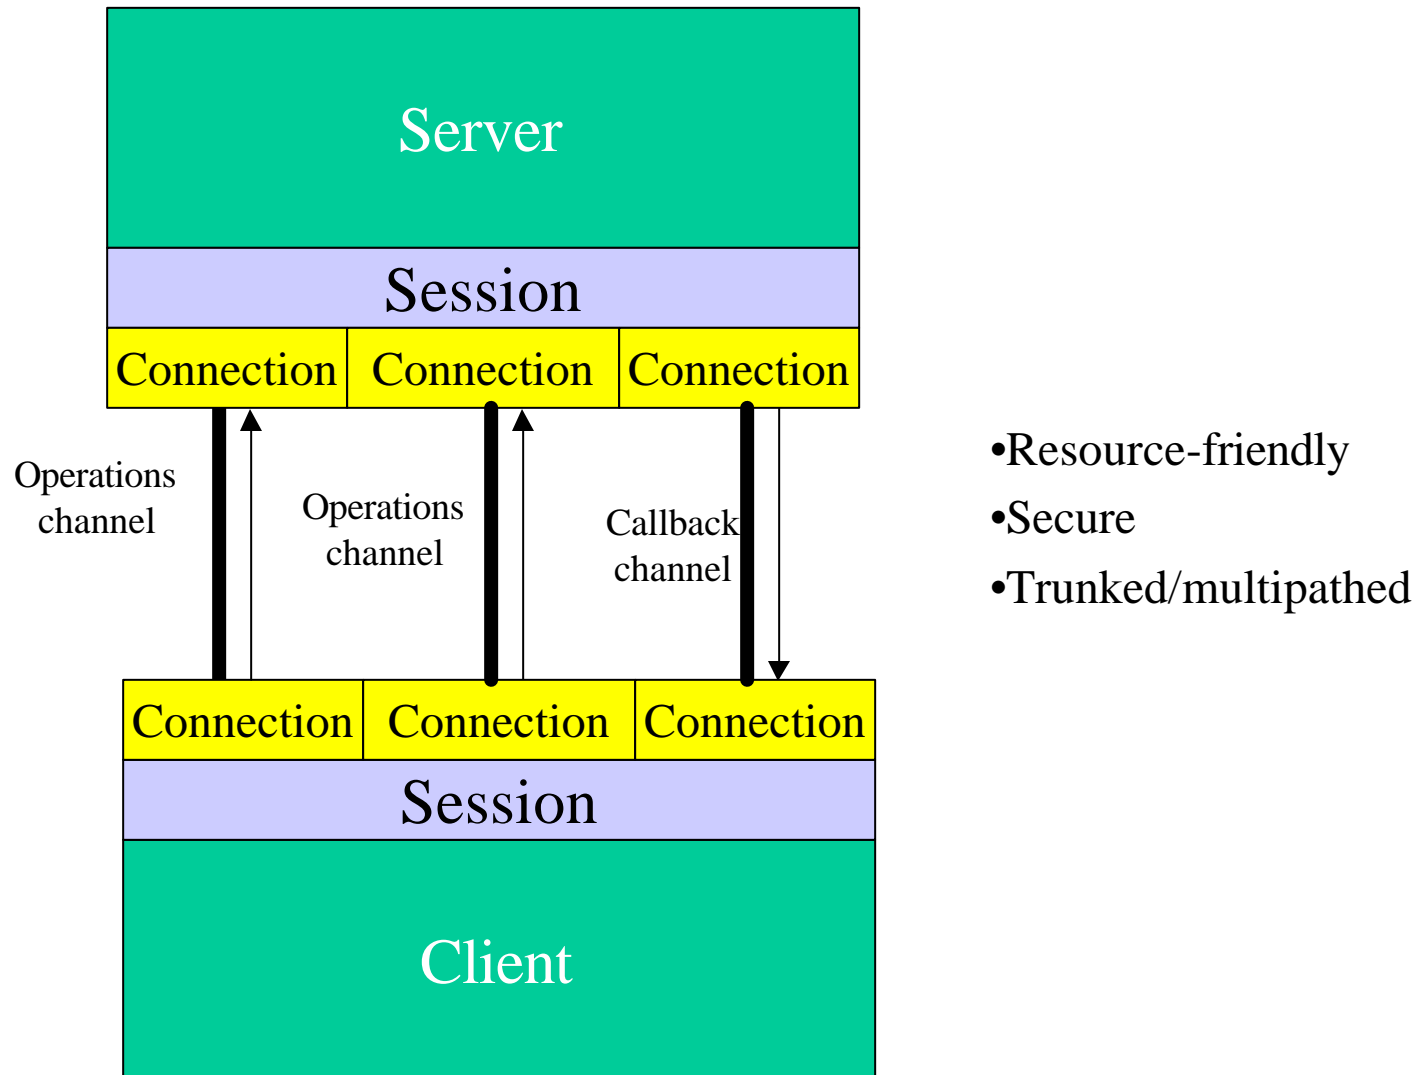 Server
Session
Connection Connection Connection
Operations
channel
Operations
channel
Callback
channel
•Resource-friendly
•Secure
•Trunked/multipathed
Connection Connection Connection
Session
Client